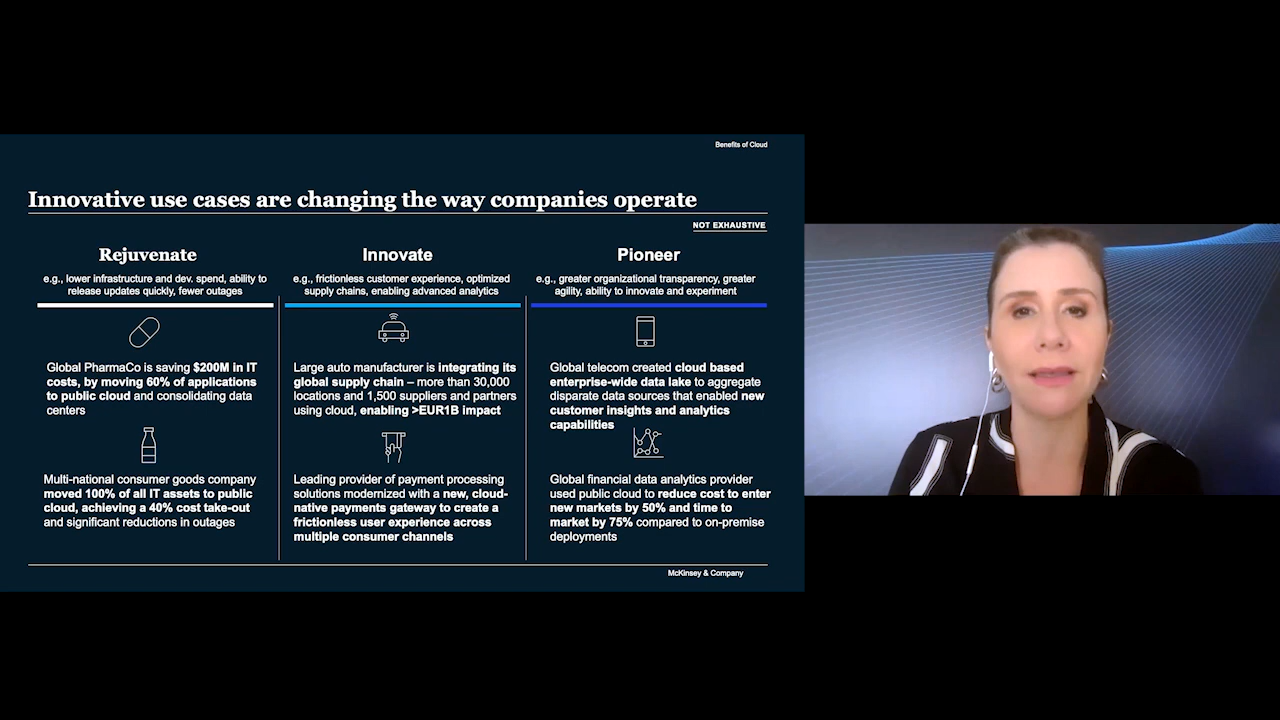 Benefits of Cloud
Innovative use cases are changing the way companies operate
NOT EXHAUSTIVE
Rejuvenate
e.g., lower infrastructure and dev. spend, ability to
release updates quickly, fewer outages
Global PharmaCo is saving $200M in IT
costs, by moving 60% of applications
to public cloud and consolidating data
centers
Multi-national consumer goods company
moved 100% of all IT assets to public
cloud, achieving a 40% cost take-out
and significant reductions in outages
Innovate
e.g., frictionless customer experience, optimized
supply chains, enabling advanced analytics
Large auto manufacturer is integrating its
global supply chain – more than 30,000
locations and 1,500 suppliers and partners
using cloud, enabling >EUR1B impact
Leading provider of payment processing
solutions modernized with a new, cloud-
native payments gateway to create a
frictionless user experience across
multiple consumer channels
Pioneer
e.g., greater organizational transparency, greater
agility, ability to innovate and experiment
Global telecom created cloud based
enterprise-wide data lake to aggregate
disparate data sources that enabled new
customer insights and analytics
capabilities
Global financial data analytics provider
used public cloud to reduce cost to enter
new markets by 50% and time to
market by 75% compared to on-premise
deployments
McKinsey & Company